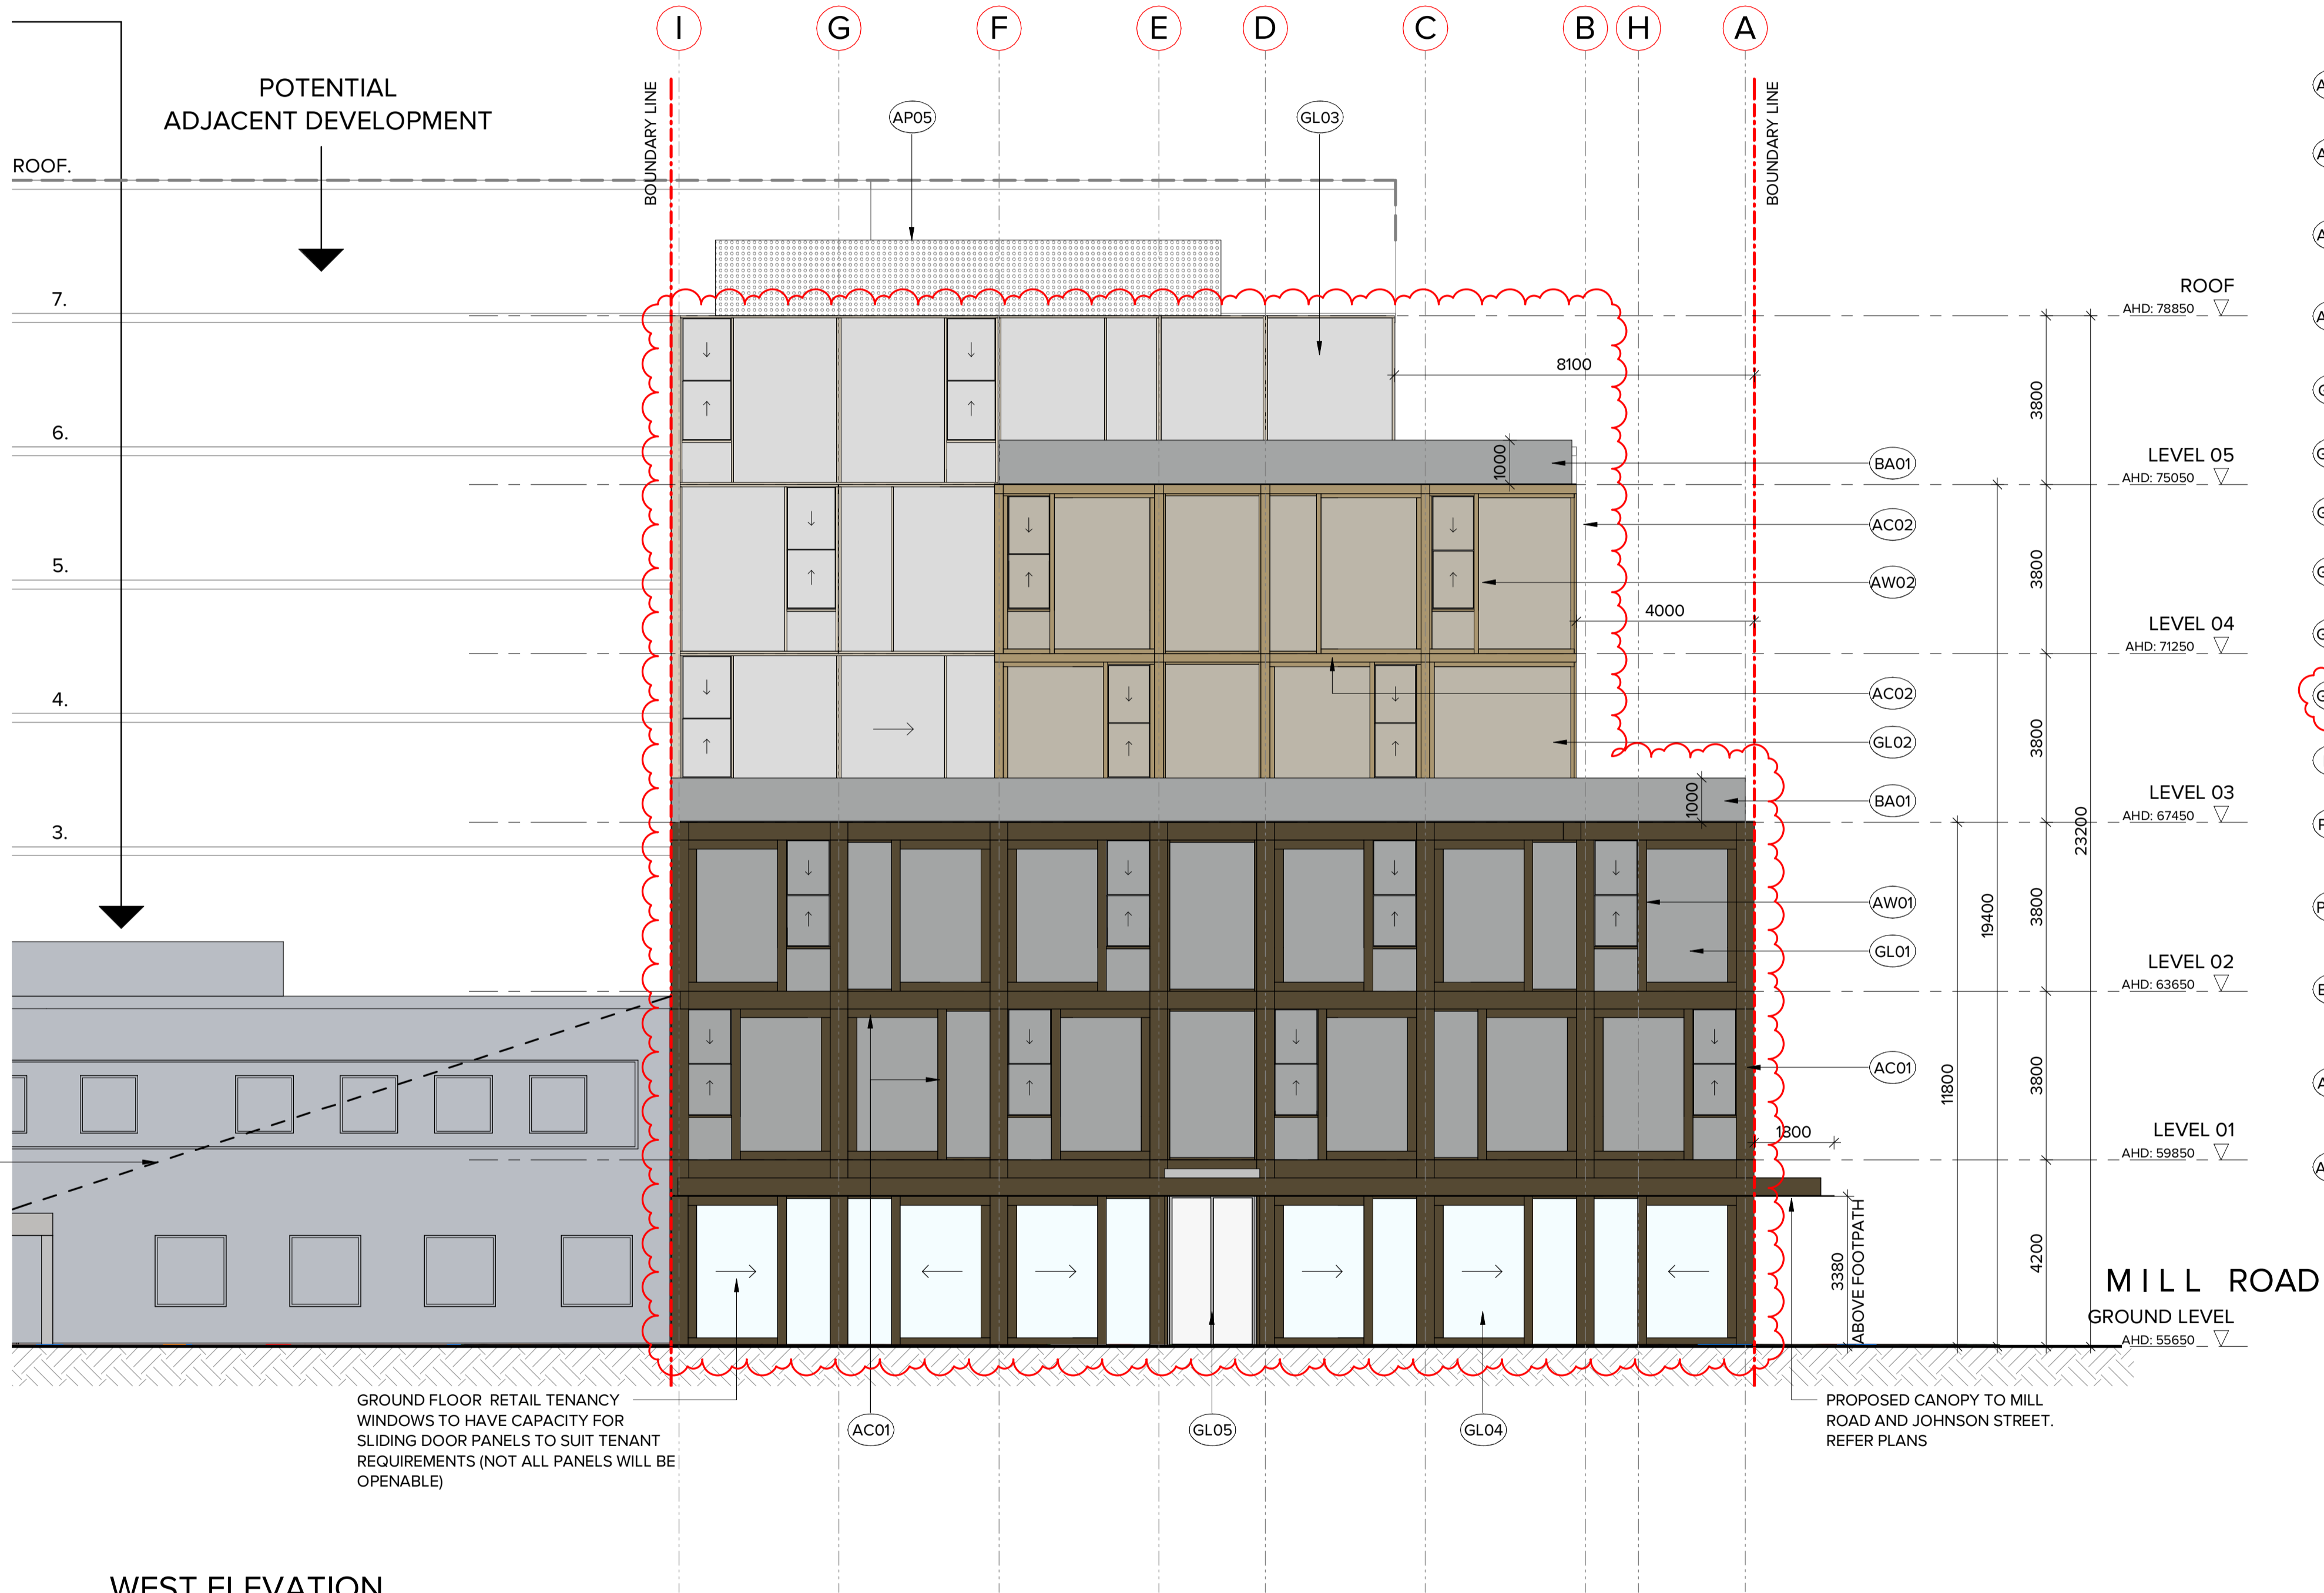 I G F E D C B H A
POTENTIAL
ADJACENT DEVELOPMENT
BOUNDARY LINE
BOUNDARY LINE
AP05
GL03
ROOF.
7.
6.
5.
4.
3.
ROOF
AHD: 78850
8100
3800
1000
BA01
LEVEL 05
AHD: 75050
AC02
AW02
3800
4000
LEVEL 04
AHD: 71250
AC02
GL02
3800
1000
BA01
LEVEL 03
AHD: 67450
23200
AW01
19400
3800
GL01
LEVEL 02
AHD: 63650
AC01
11800
3800
1800
LEVEL 01
AHD: 59850
3380
ABOVE FOOTPATH
4200
MILL ROAD
GROUND LEVEL
AHD: 55650
GROUND FLOOR RETAIL TENANCY
WINDOWS TO HAVE CAPACITY FOR
SLIDING DOOR PANELS TO SUIT TENANT
REQUIREMENTS (NOT ALL PANELS WILL BE
OPENABLE)
AC01
GL05
GL04
PROPOSED CANOPY TO MILL
ROAD AND JOHNSON STREET.
REFER PLANS
WEST ELEVATION